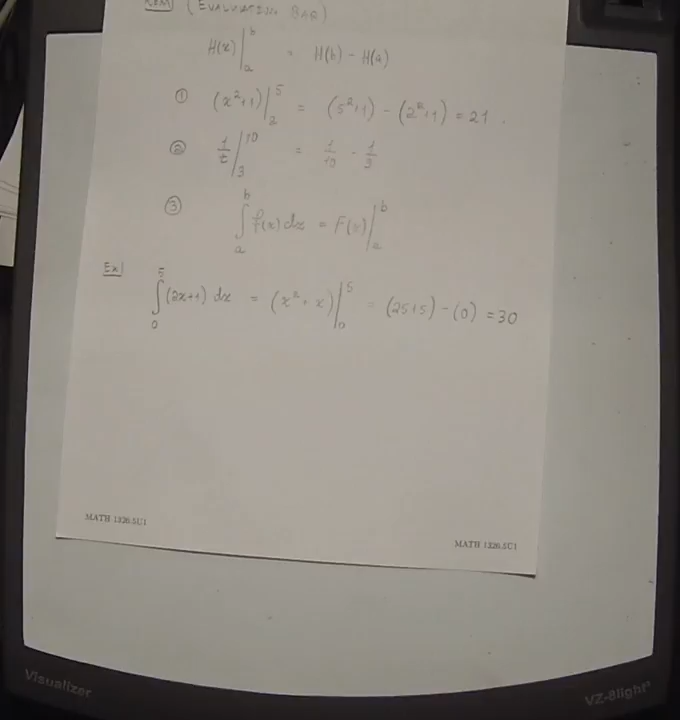 Rem (EVALUATION BAR)
H(x)|_a^b = H(b) - H(a)
① (x²+1)|_2^5 = (5²+1) - (2²+1) = 21.
② 1/t |_3^10 = 1/10 - 1/3
③ ∫_a^b f(x) dx = F(x)|_a^b
Ex| ∫_0^5 (2x+1) dx = (x² + x)|_0^5 = (25+5) - (0) = 30
MATH 1326.5U1
MATH 1326.5U1
Visualizer
VZ-8light³